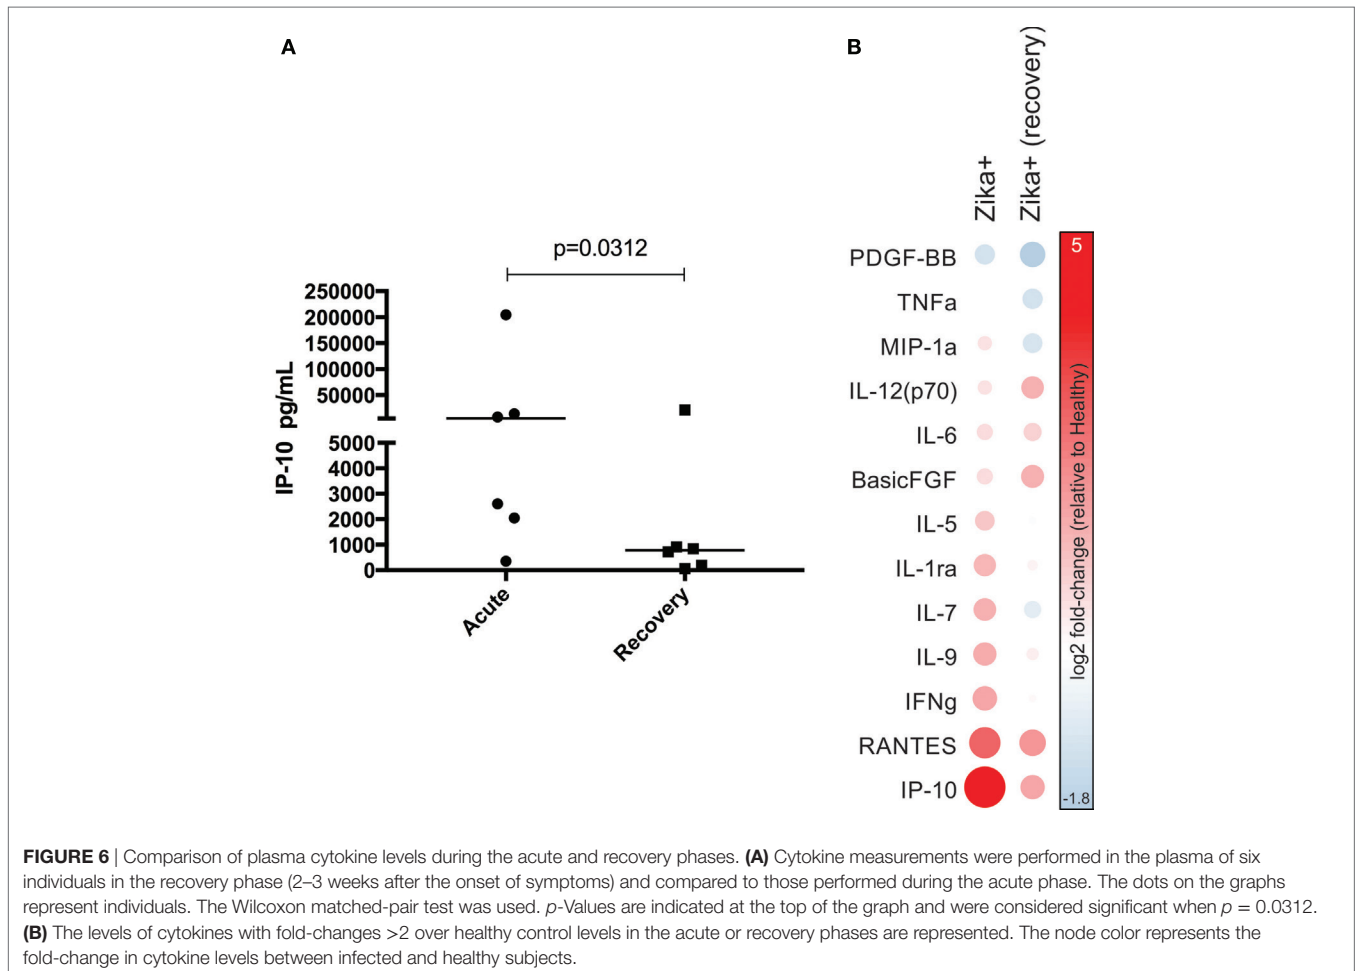 A
p=0.0312
IP-10 pg/mL
250000
200000
150000
100000
50000
5000
4000
3000
2000
1000
0
Acute
Recovery
B
Zika+
Zika+ (recovery)
PDGF-BB
TNFa
MIP-1a
IL-12(p70)
IL-6
BasicFGF
IL-5
IL-1ra
IL-7
IL-9
IFNg
RANTES
IP-10
5
log2 fold-change (relative to Healthy)
-1.8
FIGURE 6 | Comparison of plasma cytokine levels during the acute and recovery phases. (A) Cytokine measurements were performed in the plasma of six
individuals in the recovery phase (2–3 weeks after the onset of symptoms) and compared to those performed during the acute phase. The dots on the graphs
represent individuals. The Wilcoxon matched-pair test was used. p-Values are indicated at the top of the graph and were considered significant when p = 0.0312.
(B) The levels of cytokines with fold-changes >2 over healthy control levels in the acute or recovery phases are represented. The node color represents the
fold-change in cytokine levels between infected and healthy subjects.